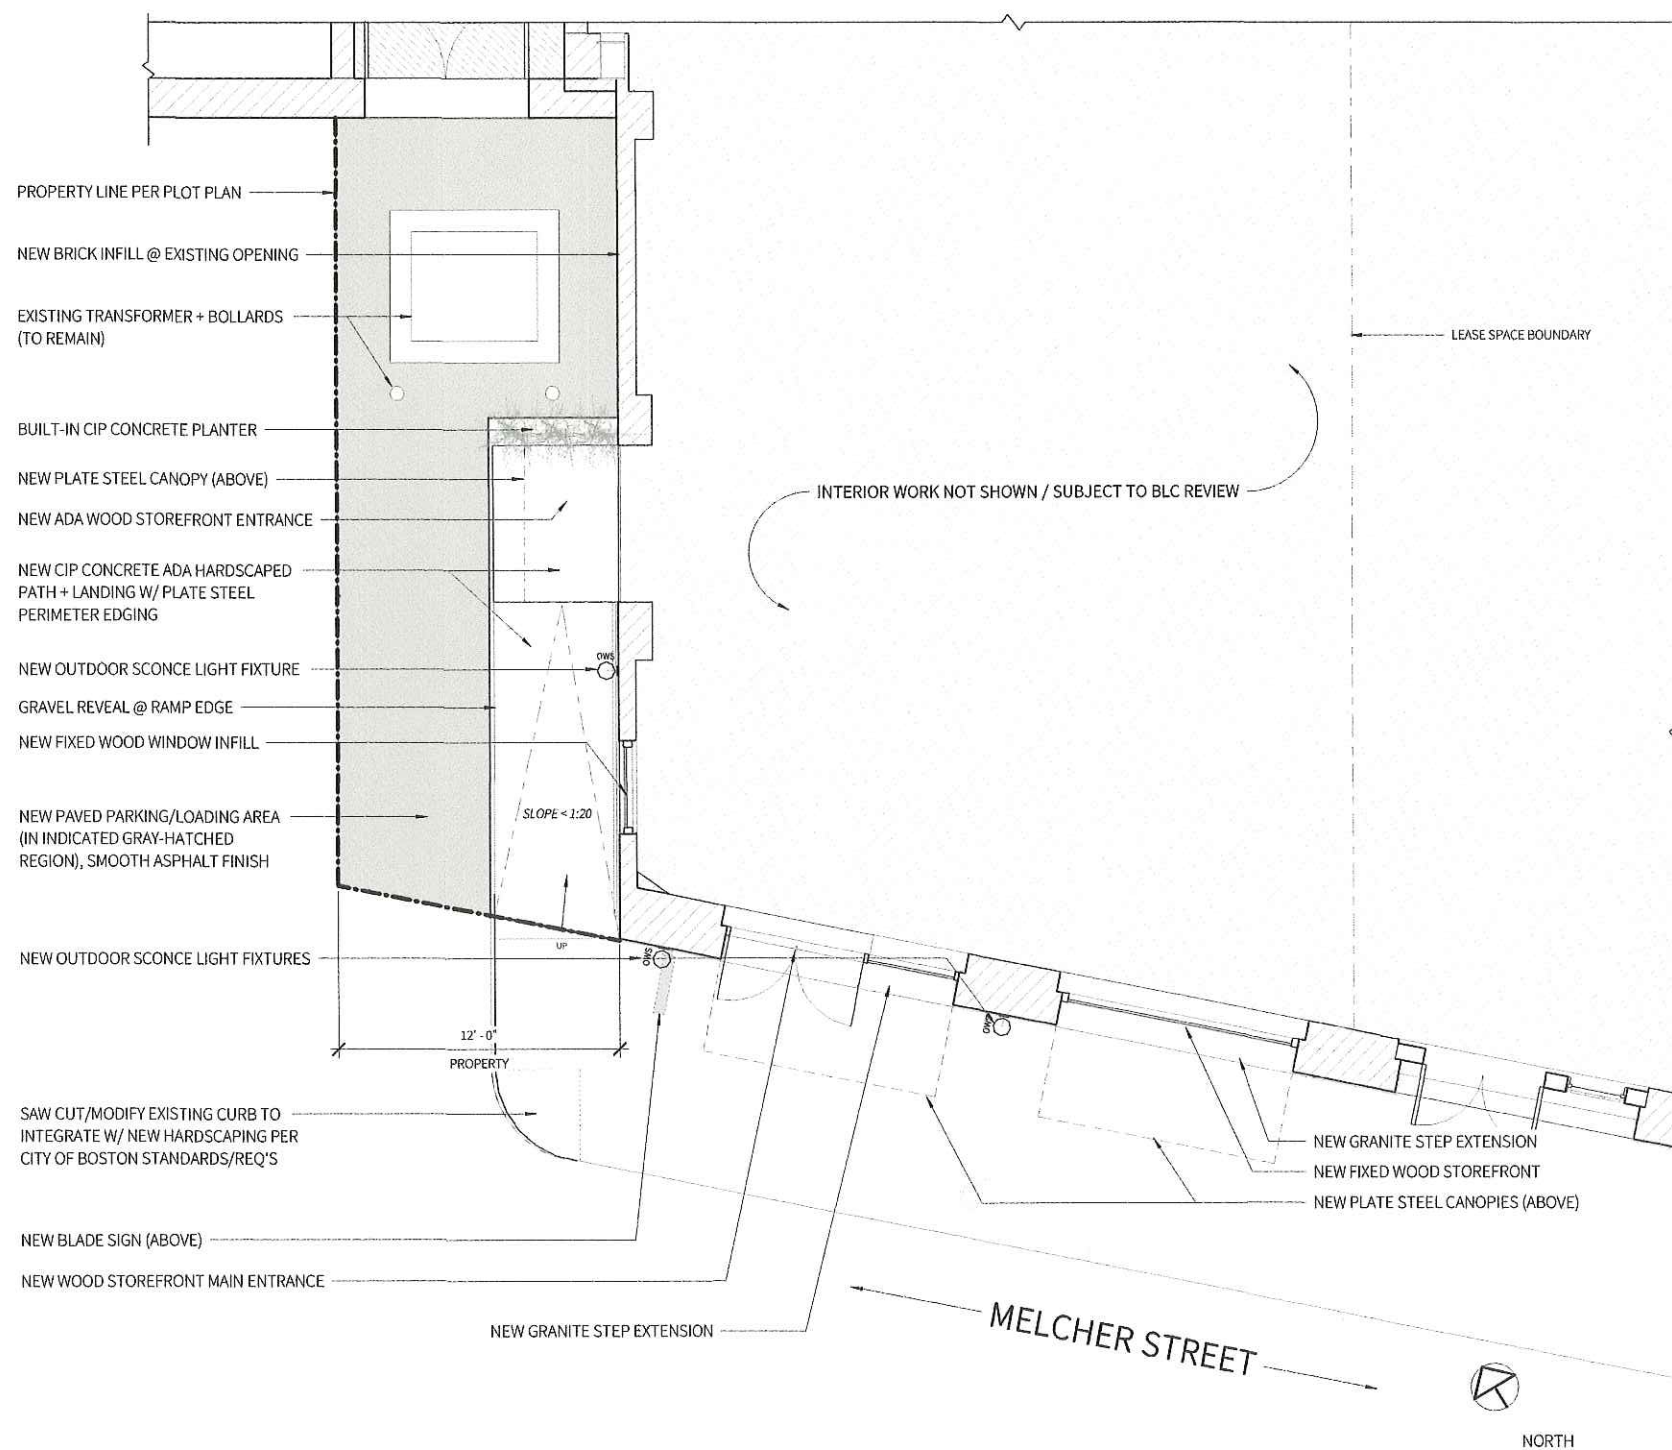 PROPERTY LINE PER PLOT PLAN
NEW BRICK INFILL @ EXISTING OPENING
EXISTING TRANSFORMER + BOLLARDS
(TO REMAIN)
LEASE SPACE BOUNDARY
BUILT-IN CIP CONCRETE PLANTER
NEW PLATE STEEL CANOPY (ABOVE)
INTERIOR WORK NOT SHOWN / SUBJECT TO BLC REVIEW
NEW ADA WOOD STOREFRONT ENTRANCE
NEW CIP CONCRETE ADA HARDSCAPED
PATH + LANDING W/ PLATE STEEL
PERIMETER EDGING
OWS
NEW OUTDOOR SCONCE LIGHT FIXTURE
GRAVEL REVEAL @ RAMP EDGE
NEW FIXED WOOD WINDOW INFILL
SLOPE < 1:20
NEW PAVED PARKING/LOADING AREA
(IN INDICATED GRAY-HATCHED
REGION), SMOOTH ASPHALT FINISH
UP
NEW OUTDOOR SCONCE LIGHT FIXTURES
OWS
OWS
12' - 0"
PROPERTY
SAW CUT/MODIFY EXISTING CURB TO
INTEGRATE W/ NEW HARDSCAPING PER
CITY OF BOSTON STANDARDS/REQ'S
NEW GRANITE STEP EXTENSION
NEW FIXED WOOD STOREFRONT
NEW PLATE STEEL CANOPIES (ABOVE)
NEW BLADE SIGN (ABOVE)
NEW WOOD STOREFRONT MAIN ENTRANCE
NEW GRANITE STEP EXTENSION
MELCHER STREET
NORTH